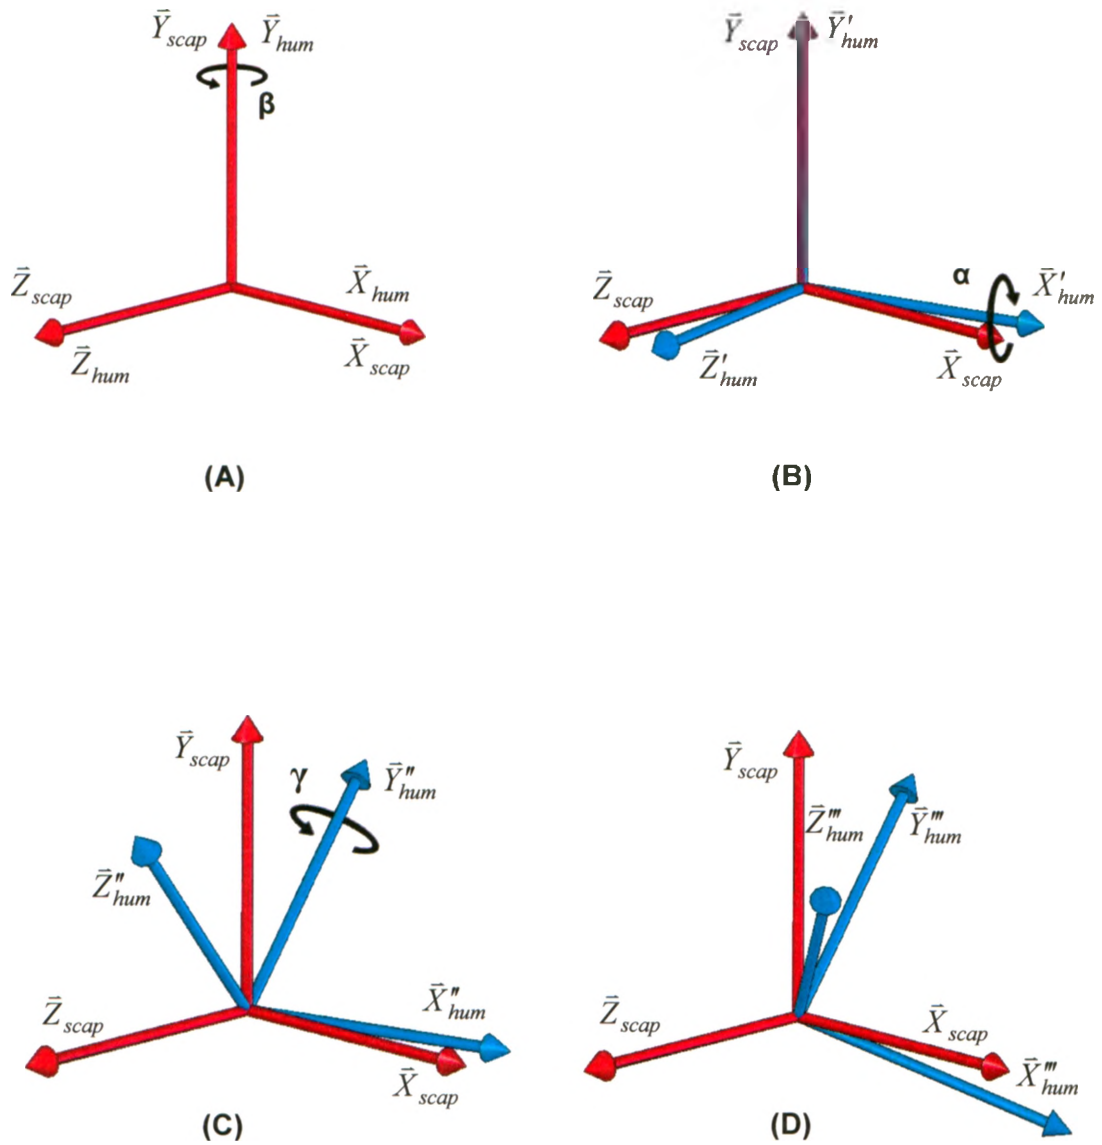 Y⃗scap Y⃗hum
β
Z⃗scap X⃗hum
Z⃗hum X⃗scap
(A)
Y⃗scap Y⃗′hum
Z⃗scap α X⃗′hum
Z⃗′hum X⃗scap
(B)
Y⃗scap γ Y⃗″hum
Z⃗″hum
Z⃗scap X⃗″hum
X⃗scap
(C)
Y⃗scap Z⃗‴hum Y⃗‴hum
Z⃗scap X⃗scap
X⃗‴hum
(D)